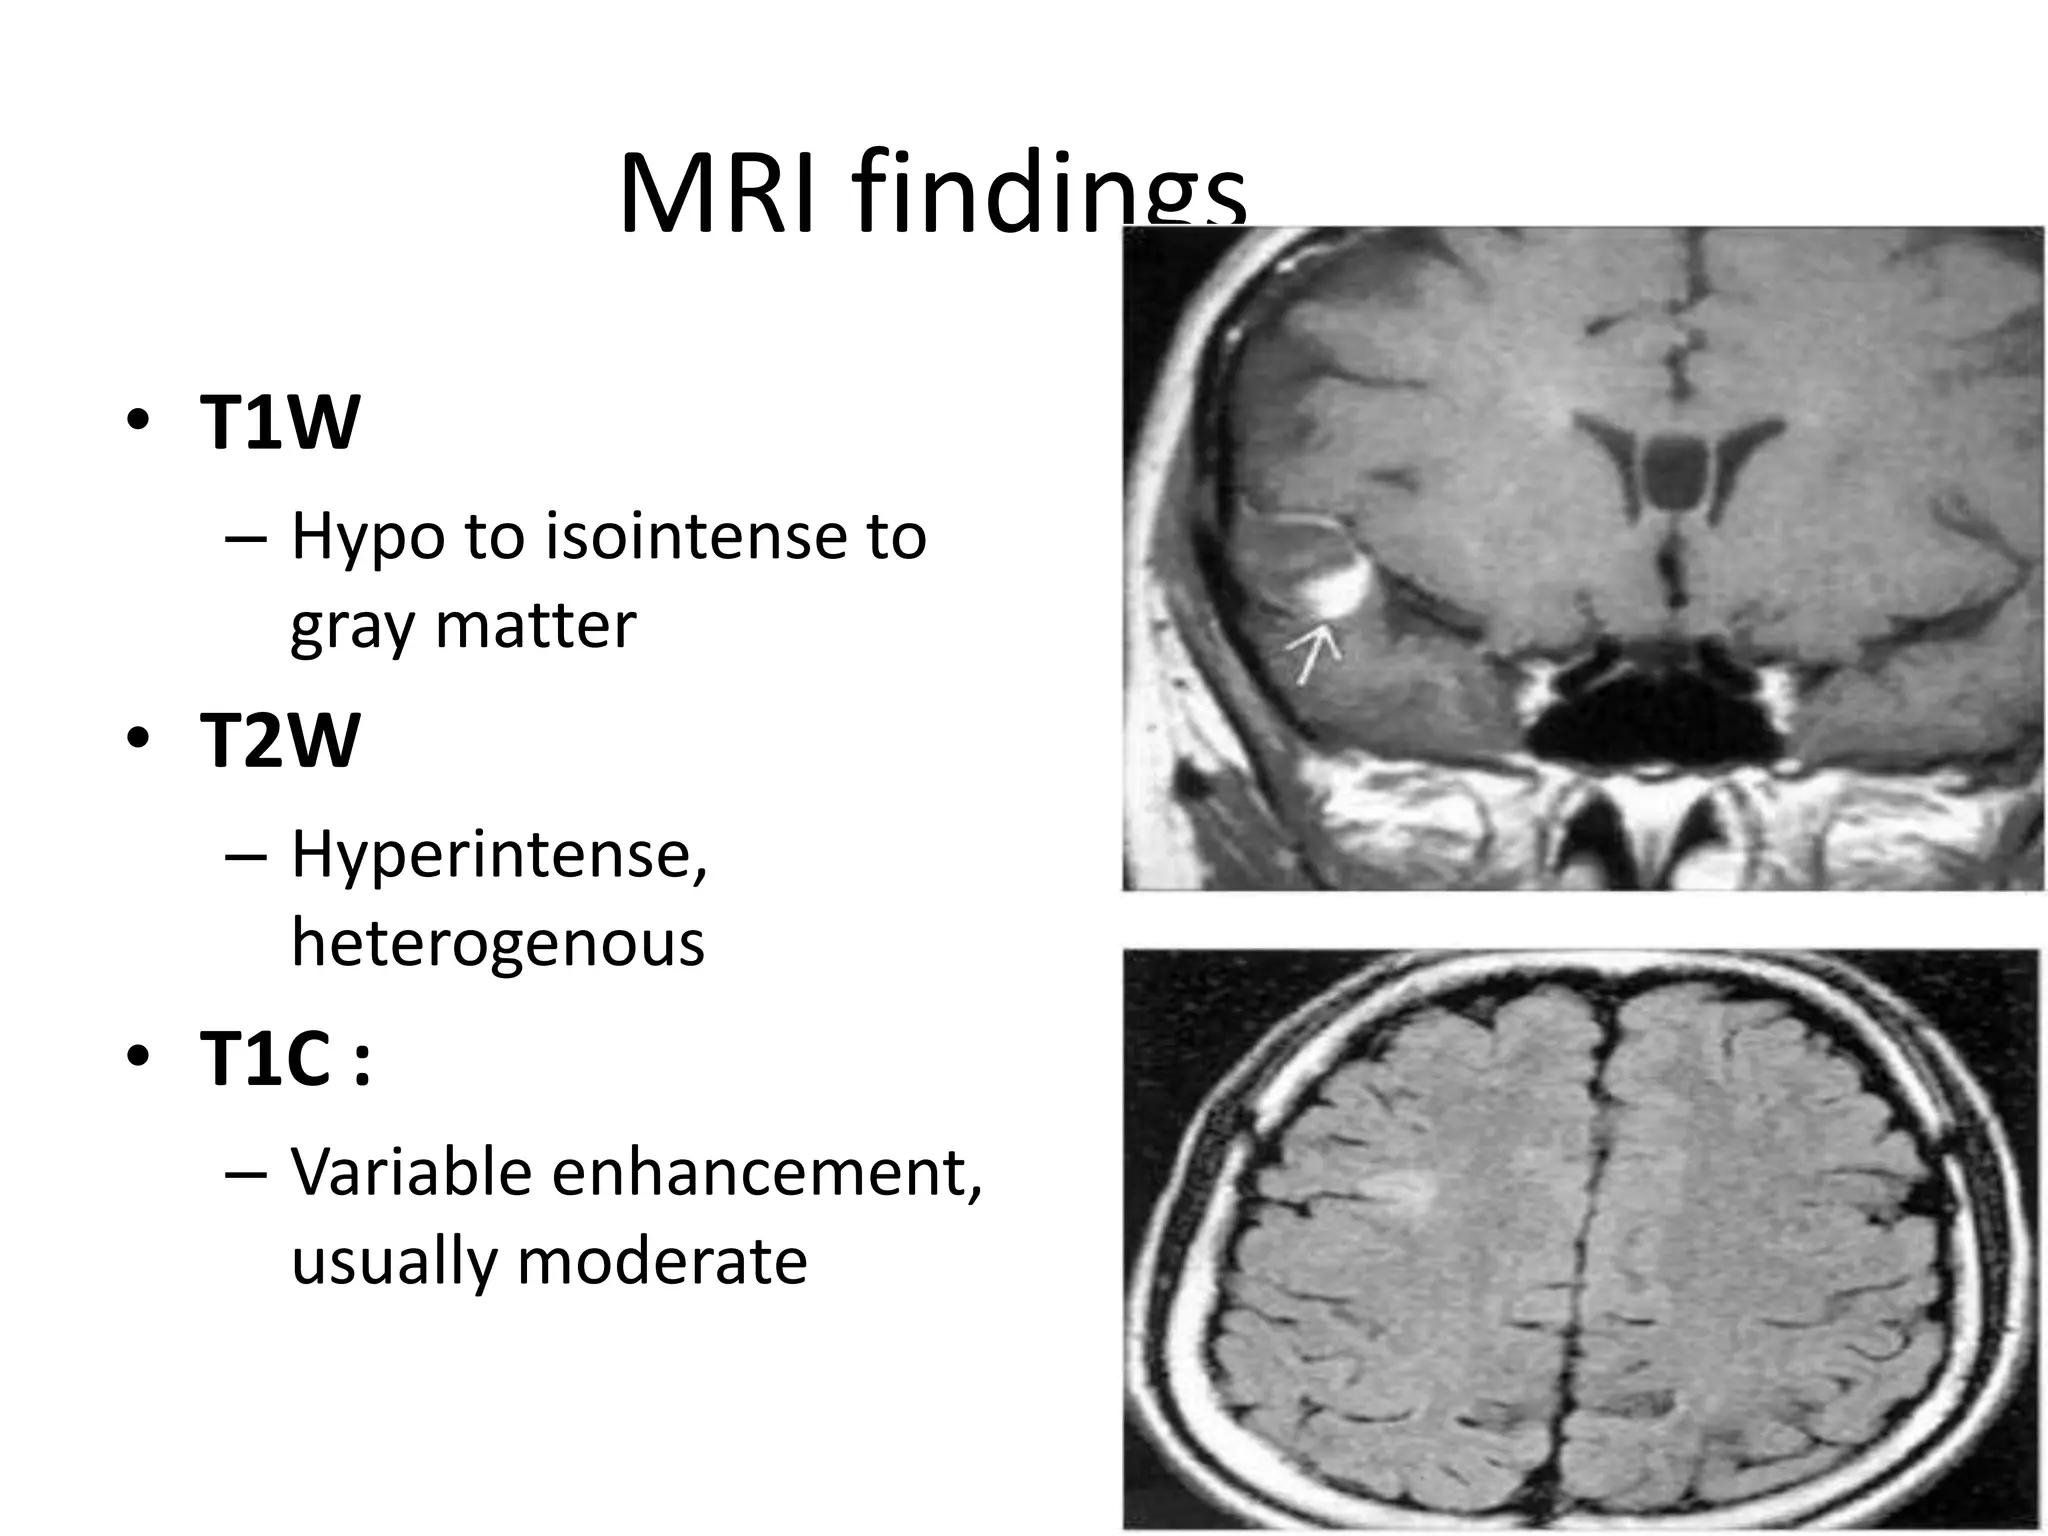 MRI findings
• T1W
– Hypo to isointense to
gray matter
• T2W
– Hyperintense,
heterogenous
• T1C :
– Variable enhancement,
usually moderate